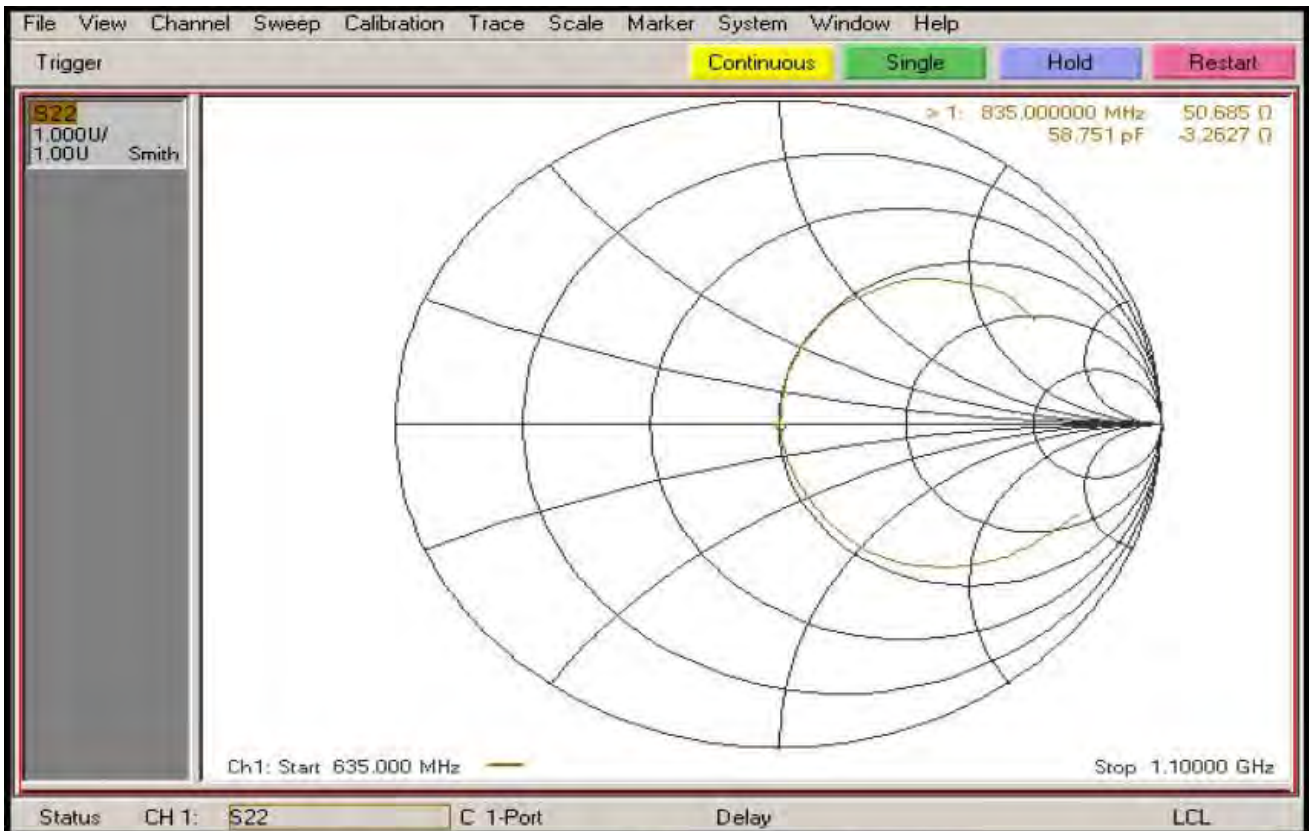 File View Channel Sweep Calibration Trace Scale Marker System Window Help
Trigger Continuous Single Hold Restart
S22
1.000U/
1.00U Smith
> 1: 835.000000 MHz 50.685 Ω
58.751 pF -3.2627 Ω
Ch1: Start 635.000 MHz Stop 1.10000 GHz
Status CH 1: S22 C 1-Port Delay LCL